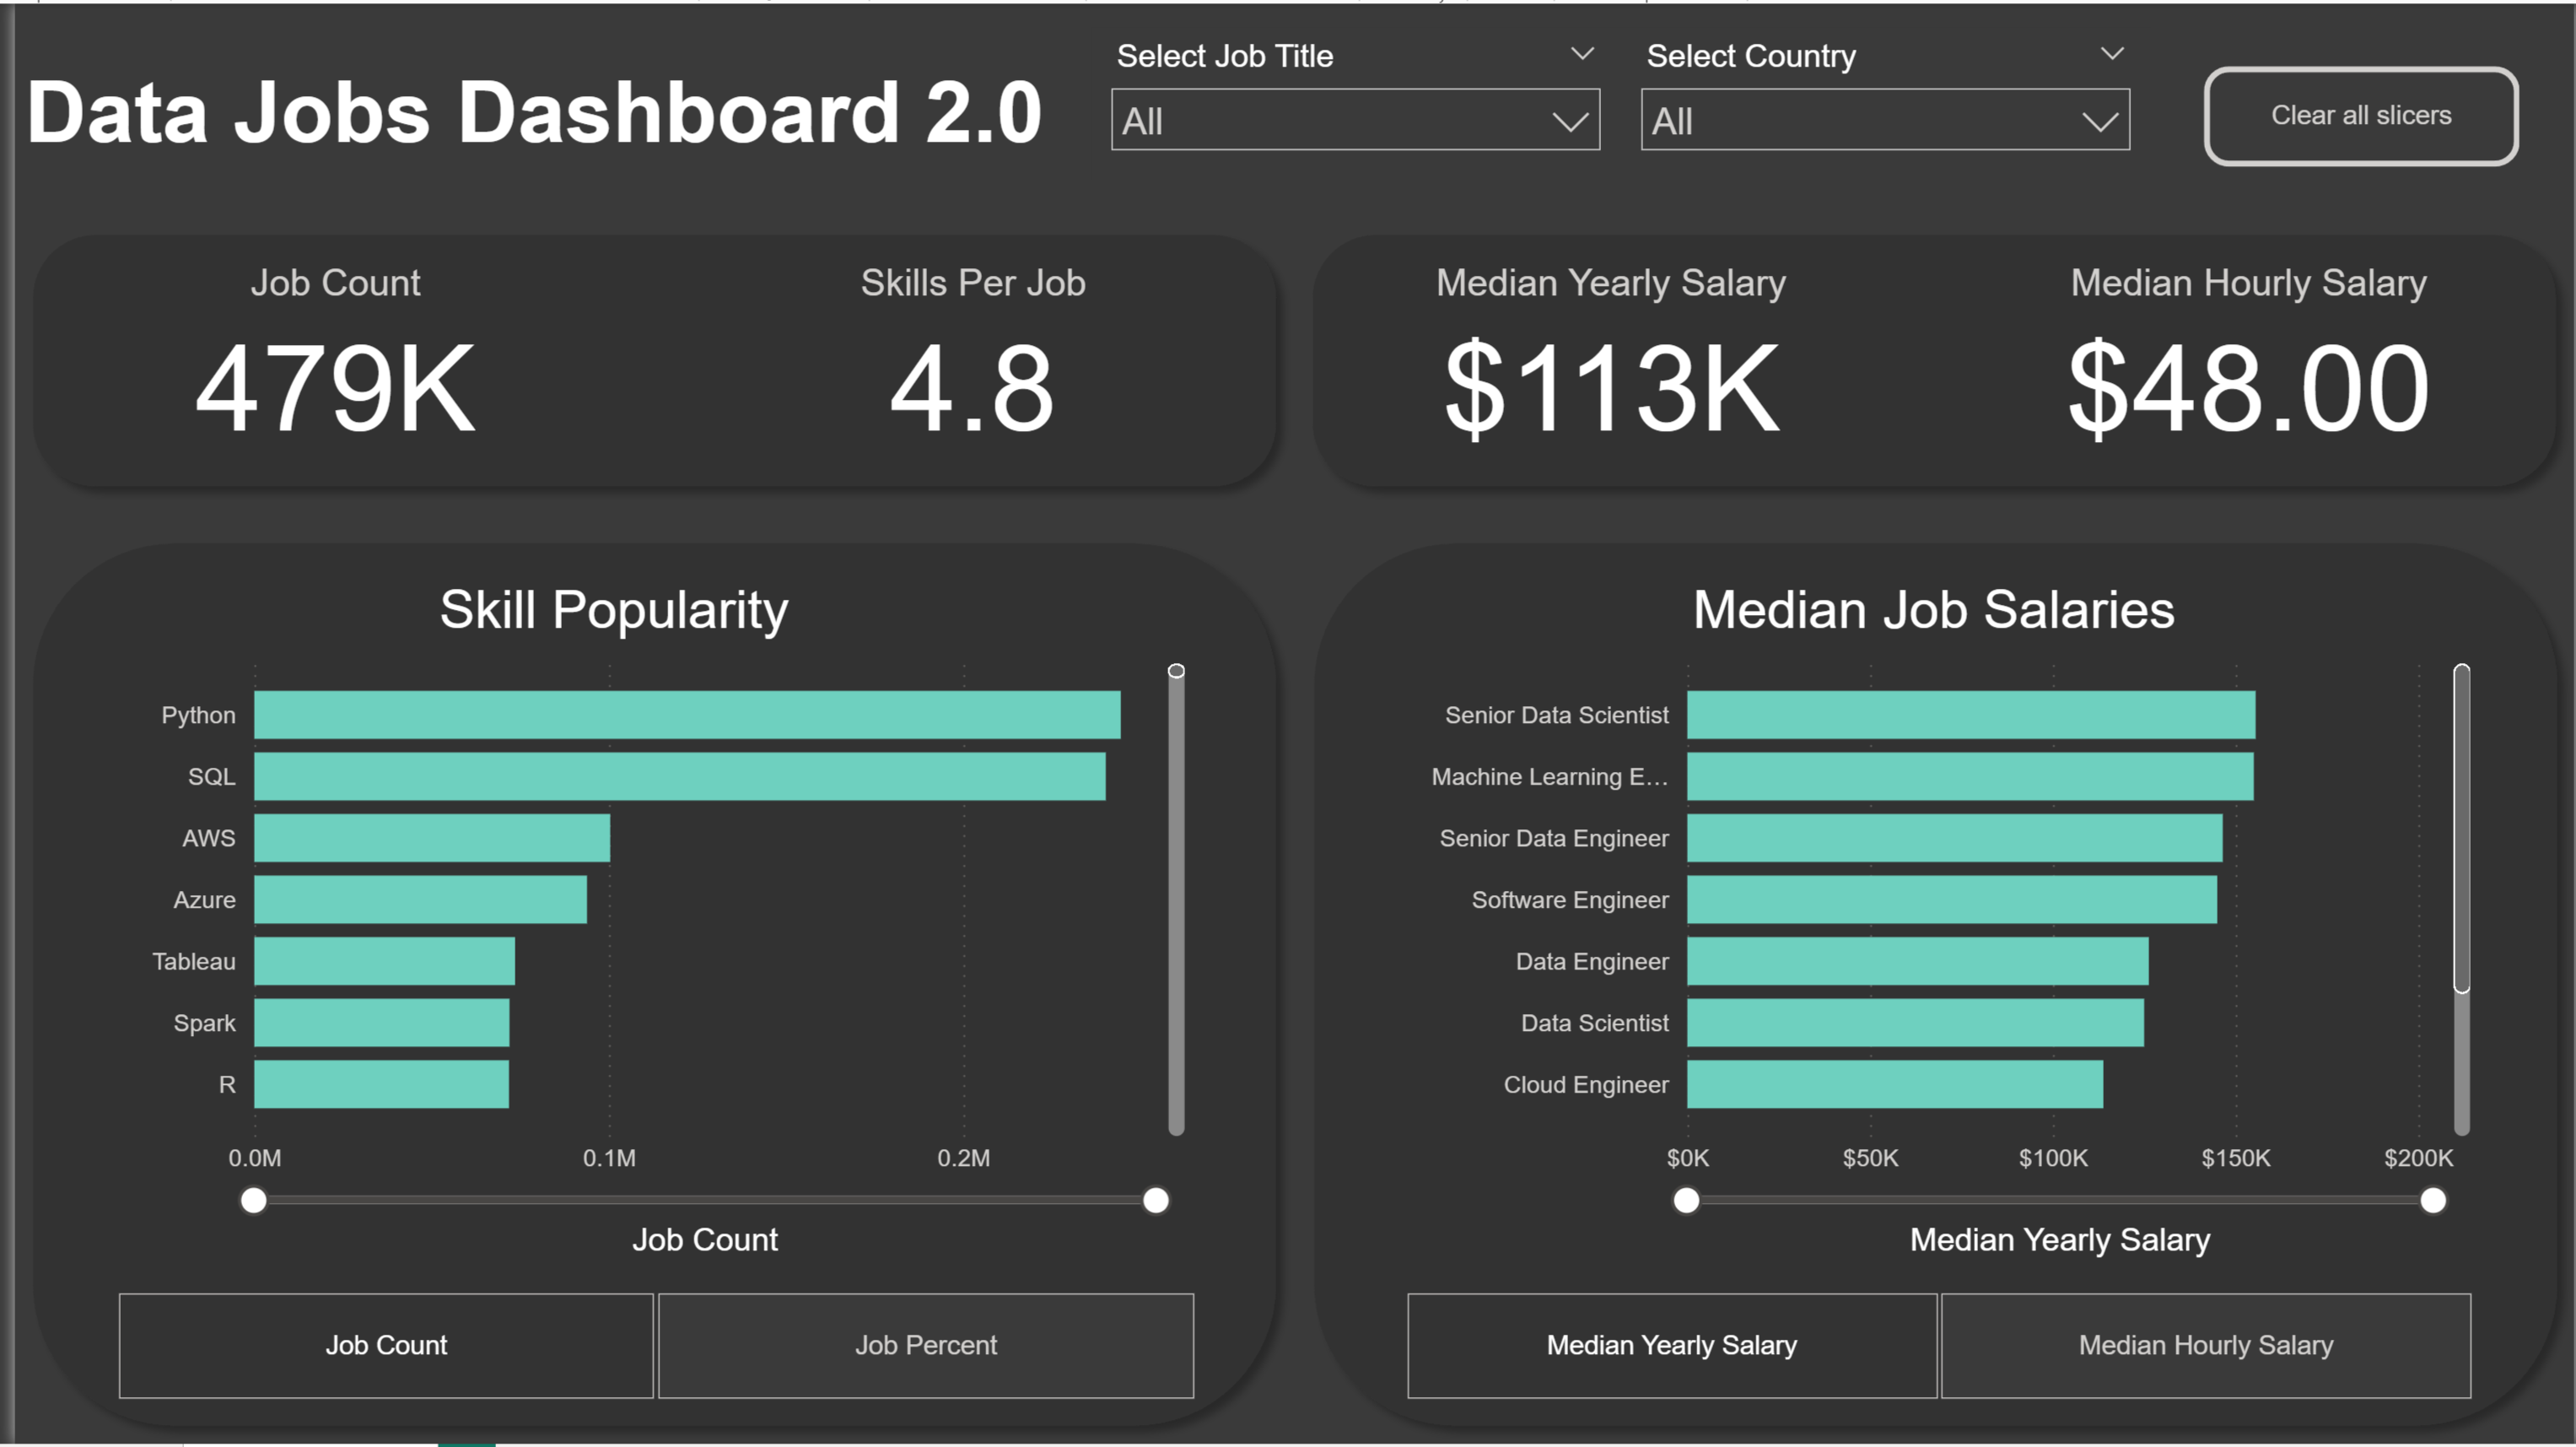 Select Job Title
Select Country
Data Jobs Dashboard 2.0
All
All
Clear all slicers
Job Count
Skills Per Job
Median Yearly Salary
Median Hourly Salary
479K
4.8
$113K
$48.00
Skill Popularity
Python
SQL
AWS
Azure
Tableau
Spark
R
0.0M
0.1M
0.2M
Job Count
Job Count
Job Percent
Median Job Salaries
Senior Data Scientist
Machine Learning E...
Senior Data Engineer
Software Engineer
Data Engineer
Data Scientist
Cloud Engineer
$0K
$50K
$100K
$150K
$200K
Median Yearly Salary
Median Yearly Salary
Median Hourly Salary